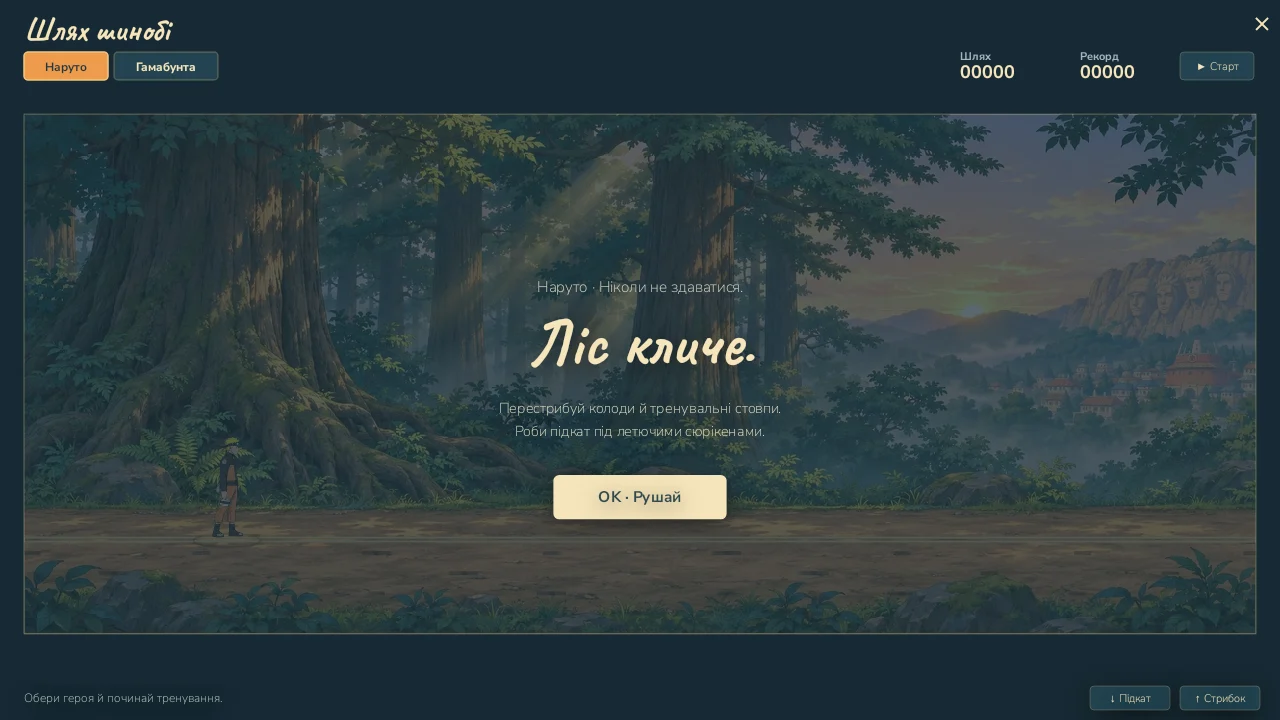 Шлях шинобі
Наруто
Гамабунта
Шлях
00000
Рекорд
00000
► Старт
Наруто · Ніколи не здаватися.
Ліс кличе.
Перестрибуй колоди й тренувальні стовпи.
Роби підкат під летючими сюрікенами.
ОК · Рушай
Обери героя й починай тренування.
↓ Підкат
↑ Стрибок